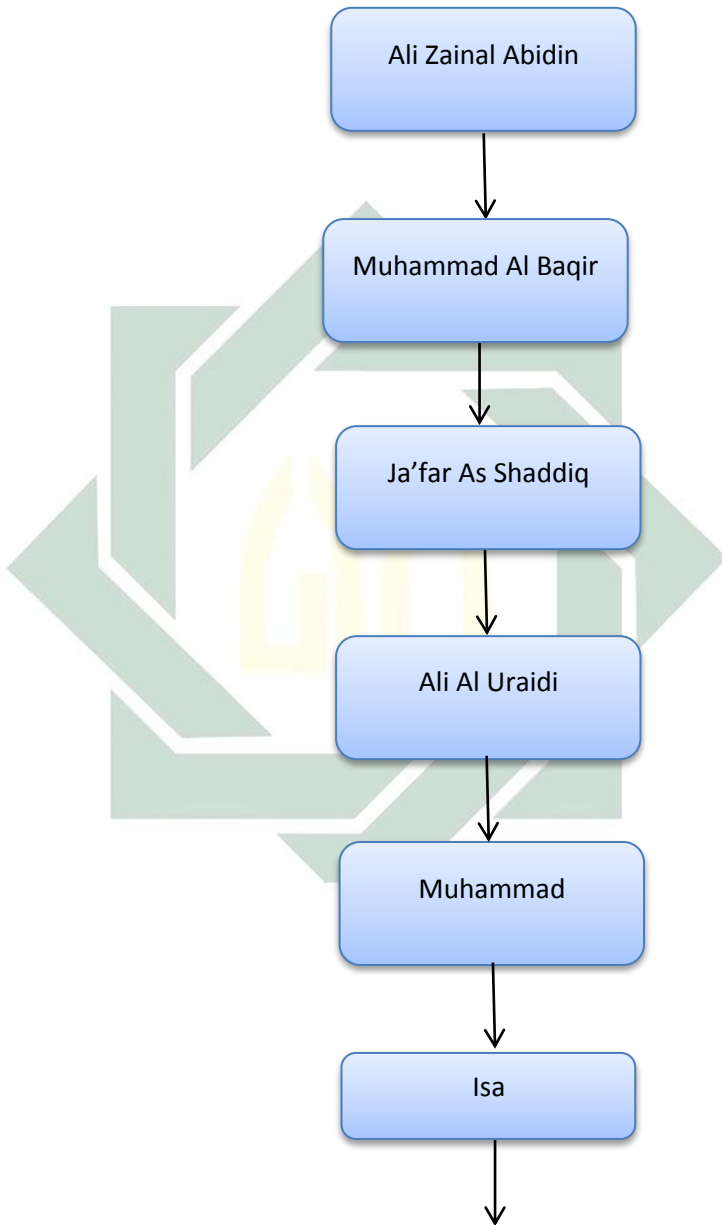 Ali Zainal Abidin
Muhammad Al Baqir
Ja’far As Shaddiq
Ali Al Uraidi
Muhammad
Isa